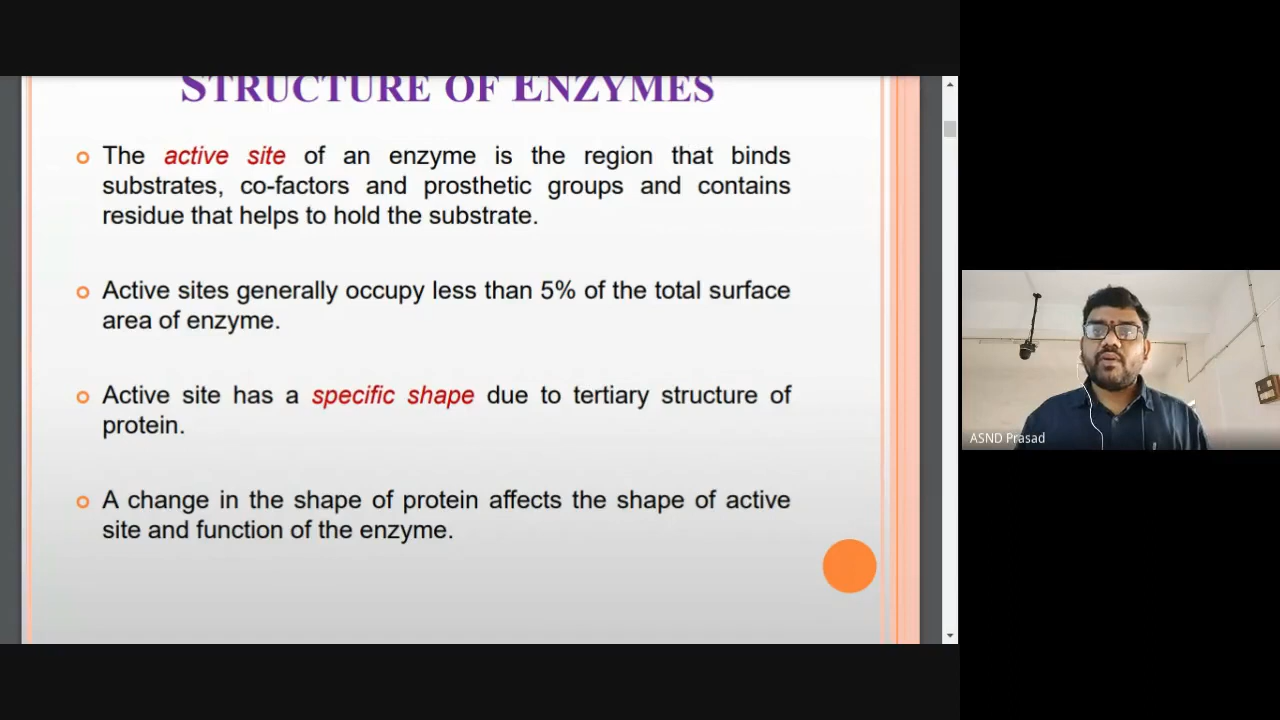 STRUCTURE OF ENZYMES
The active site of an enzyme is the region that binds
substrates, co-factors and prosthetic groups and contains
residue that helps to hold the substrate.
Active sites generally occupy less than 5% of the total surface
area of enzyme.
Active site has a specific shape due to tertiary structure of
protein.
A change in the shape of protein affects the shape of active
site and function of the enzyme.
ASND Prasad